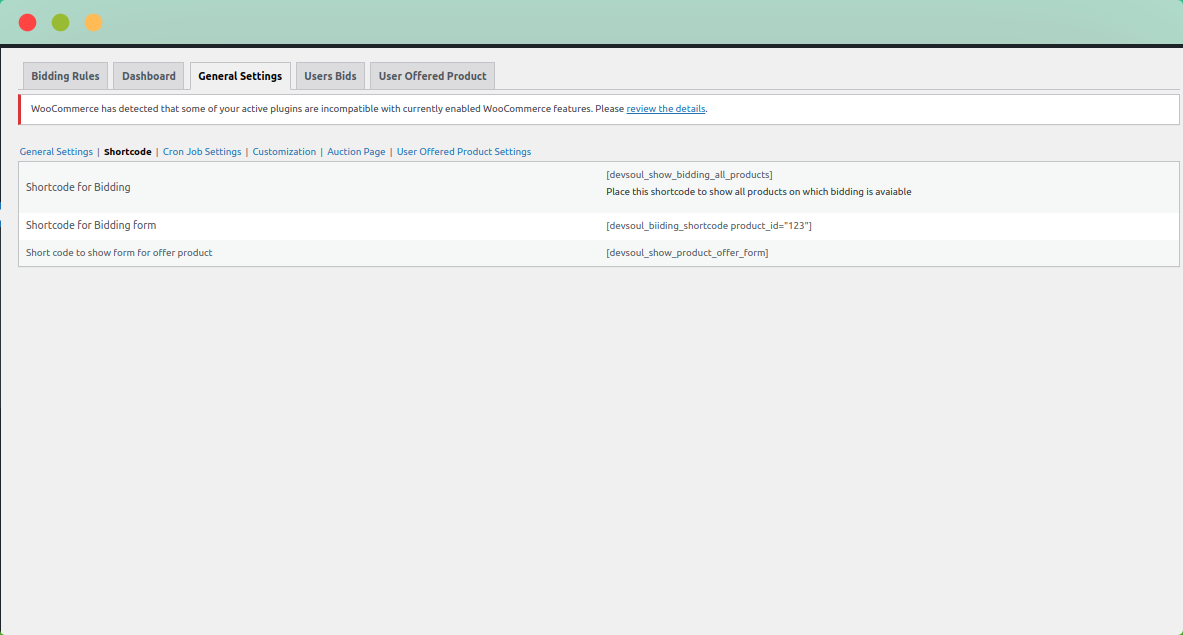 Bidding Rules Dashboard General Settings Users Bids User Offered Product
WooCommerce has detected that some of your active plugins are incompatible with currently enabled WooCommerce features. Please review the details.
General Settings | Shortcode | Cron Job Settings | Customization | Auction Page | User Offered Product Settings
Shortcode for Bidding
[devsoul_show_bidding_all_products]
Place this shortcode to show all products on which bidding is avaiable
Shortcode for Bidding form [devsoul_biiding_shortcode product_id="123"]
Short code to show form for offer product [devsoul_show_product_offer_form]